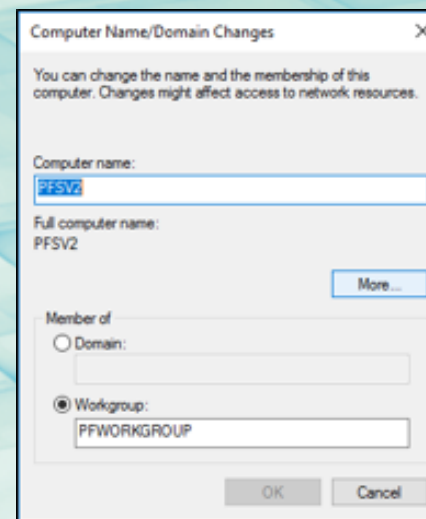 Computer Name/Domain Changes
You can change the name and the membership of this
computer. Changes might affect access to network resources.
Computer name:
PFSV2
Full computer name:
PFSV2
More...
Member of
Domain:
Workgroup:
PFWORKGROUP
OK Cancel